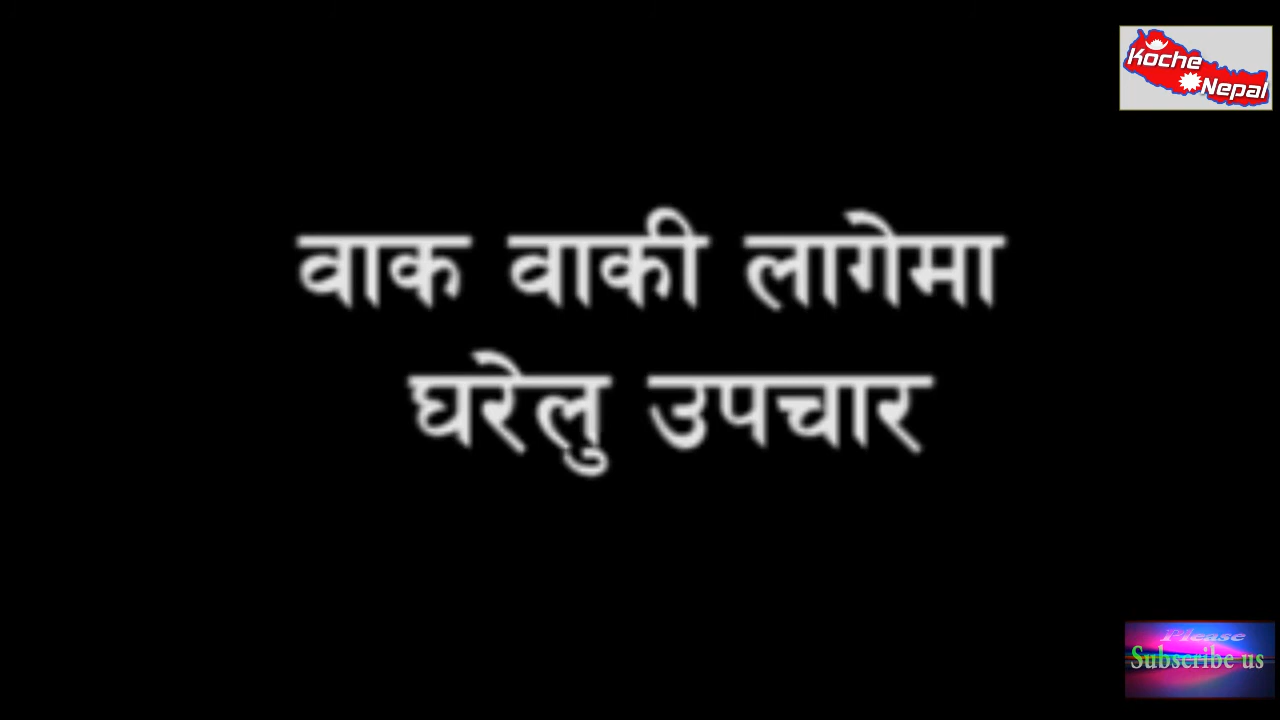 Koche
Nepal
वाक वाकी लागेमा
घरेलु उपचार
Please
Subscribe us